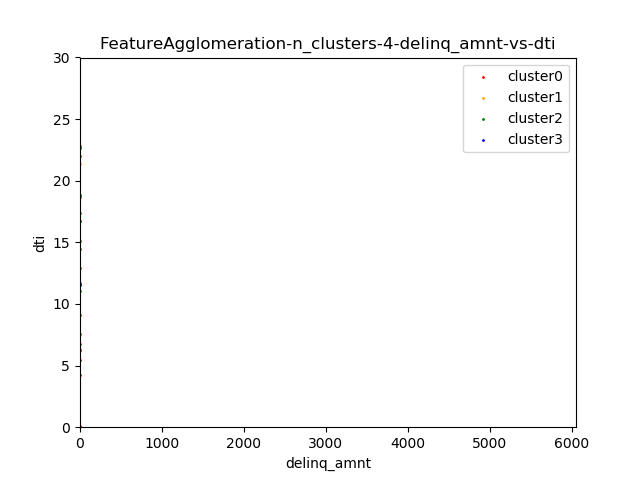 FeatureAgglomeration-n_clusters-4-delinq_amnt-vs-dti
cluster0
cluster1
cluster2
cluster3
30
25
20
15
10
5
0
dti
0 1000 2000 3000 4000 5000 6000
delinq_amnt